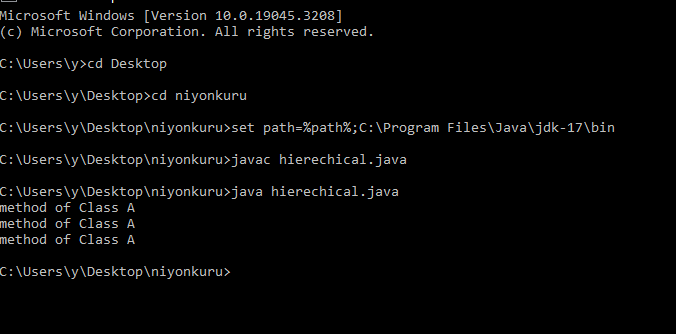 Microsoft Windows [Version 10.0.19045.3208]
(c) Microsoft Corporation. All rights reserved.
C:\Users\y>cd Desktop
C:\Users\y\Desktop>cd niyonkuru
C:\Users\y\Desktop\niyonkuru>set path=%path%;C:\Program Files\Java\jdk-17\bin
C:\Users\y\Desktop\niyonkuru>javac hierechical.java
C:\Users\y\Desktop\niyonkuru>java hierechical.java
method of Class A
method of Class A
method of Class A
C:\Users\y\Desktop\niyonkuru>